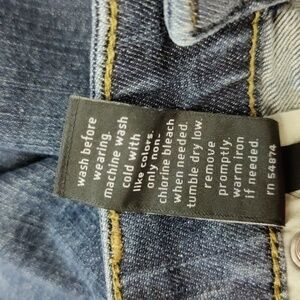 wash before
wearing.
machine wash
cold with
like colors.
only non-
chlorine bleach
when needed.
tumble dry low.
remove
promptly.
warm iron
if needed.
rn 54874